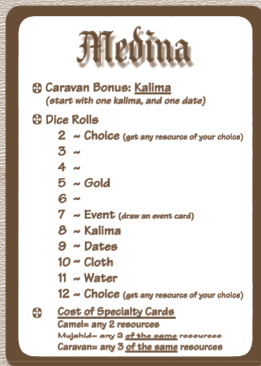 Medina
Caravan Bonus: Kalima
(start with one kalima, and one date)
Dice Rolls
2 ~ Choice (get any resource of your choice)
3 ~
4 ~
5 ~ Gold
6 ~
7 ~ Event (draw an event card)
8 ~ Kalima
9 ~ Dates
10 ~ Cloth
11 ~ Water
12 ~ Choice (get any resource of your choice)
Cost of Specialty Cards
Camel= any 2 resources
Mujahid= any 2 of the same resources
Caravan= any 3 of the same resources